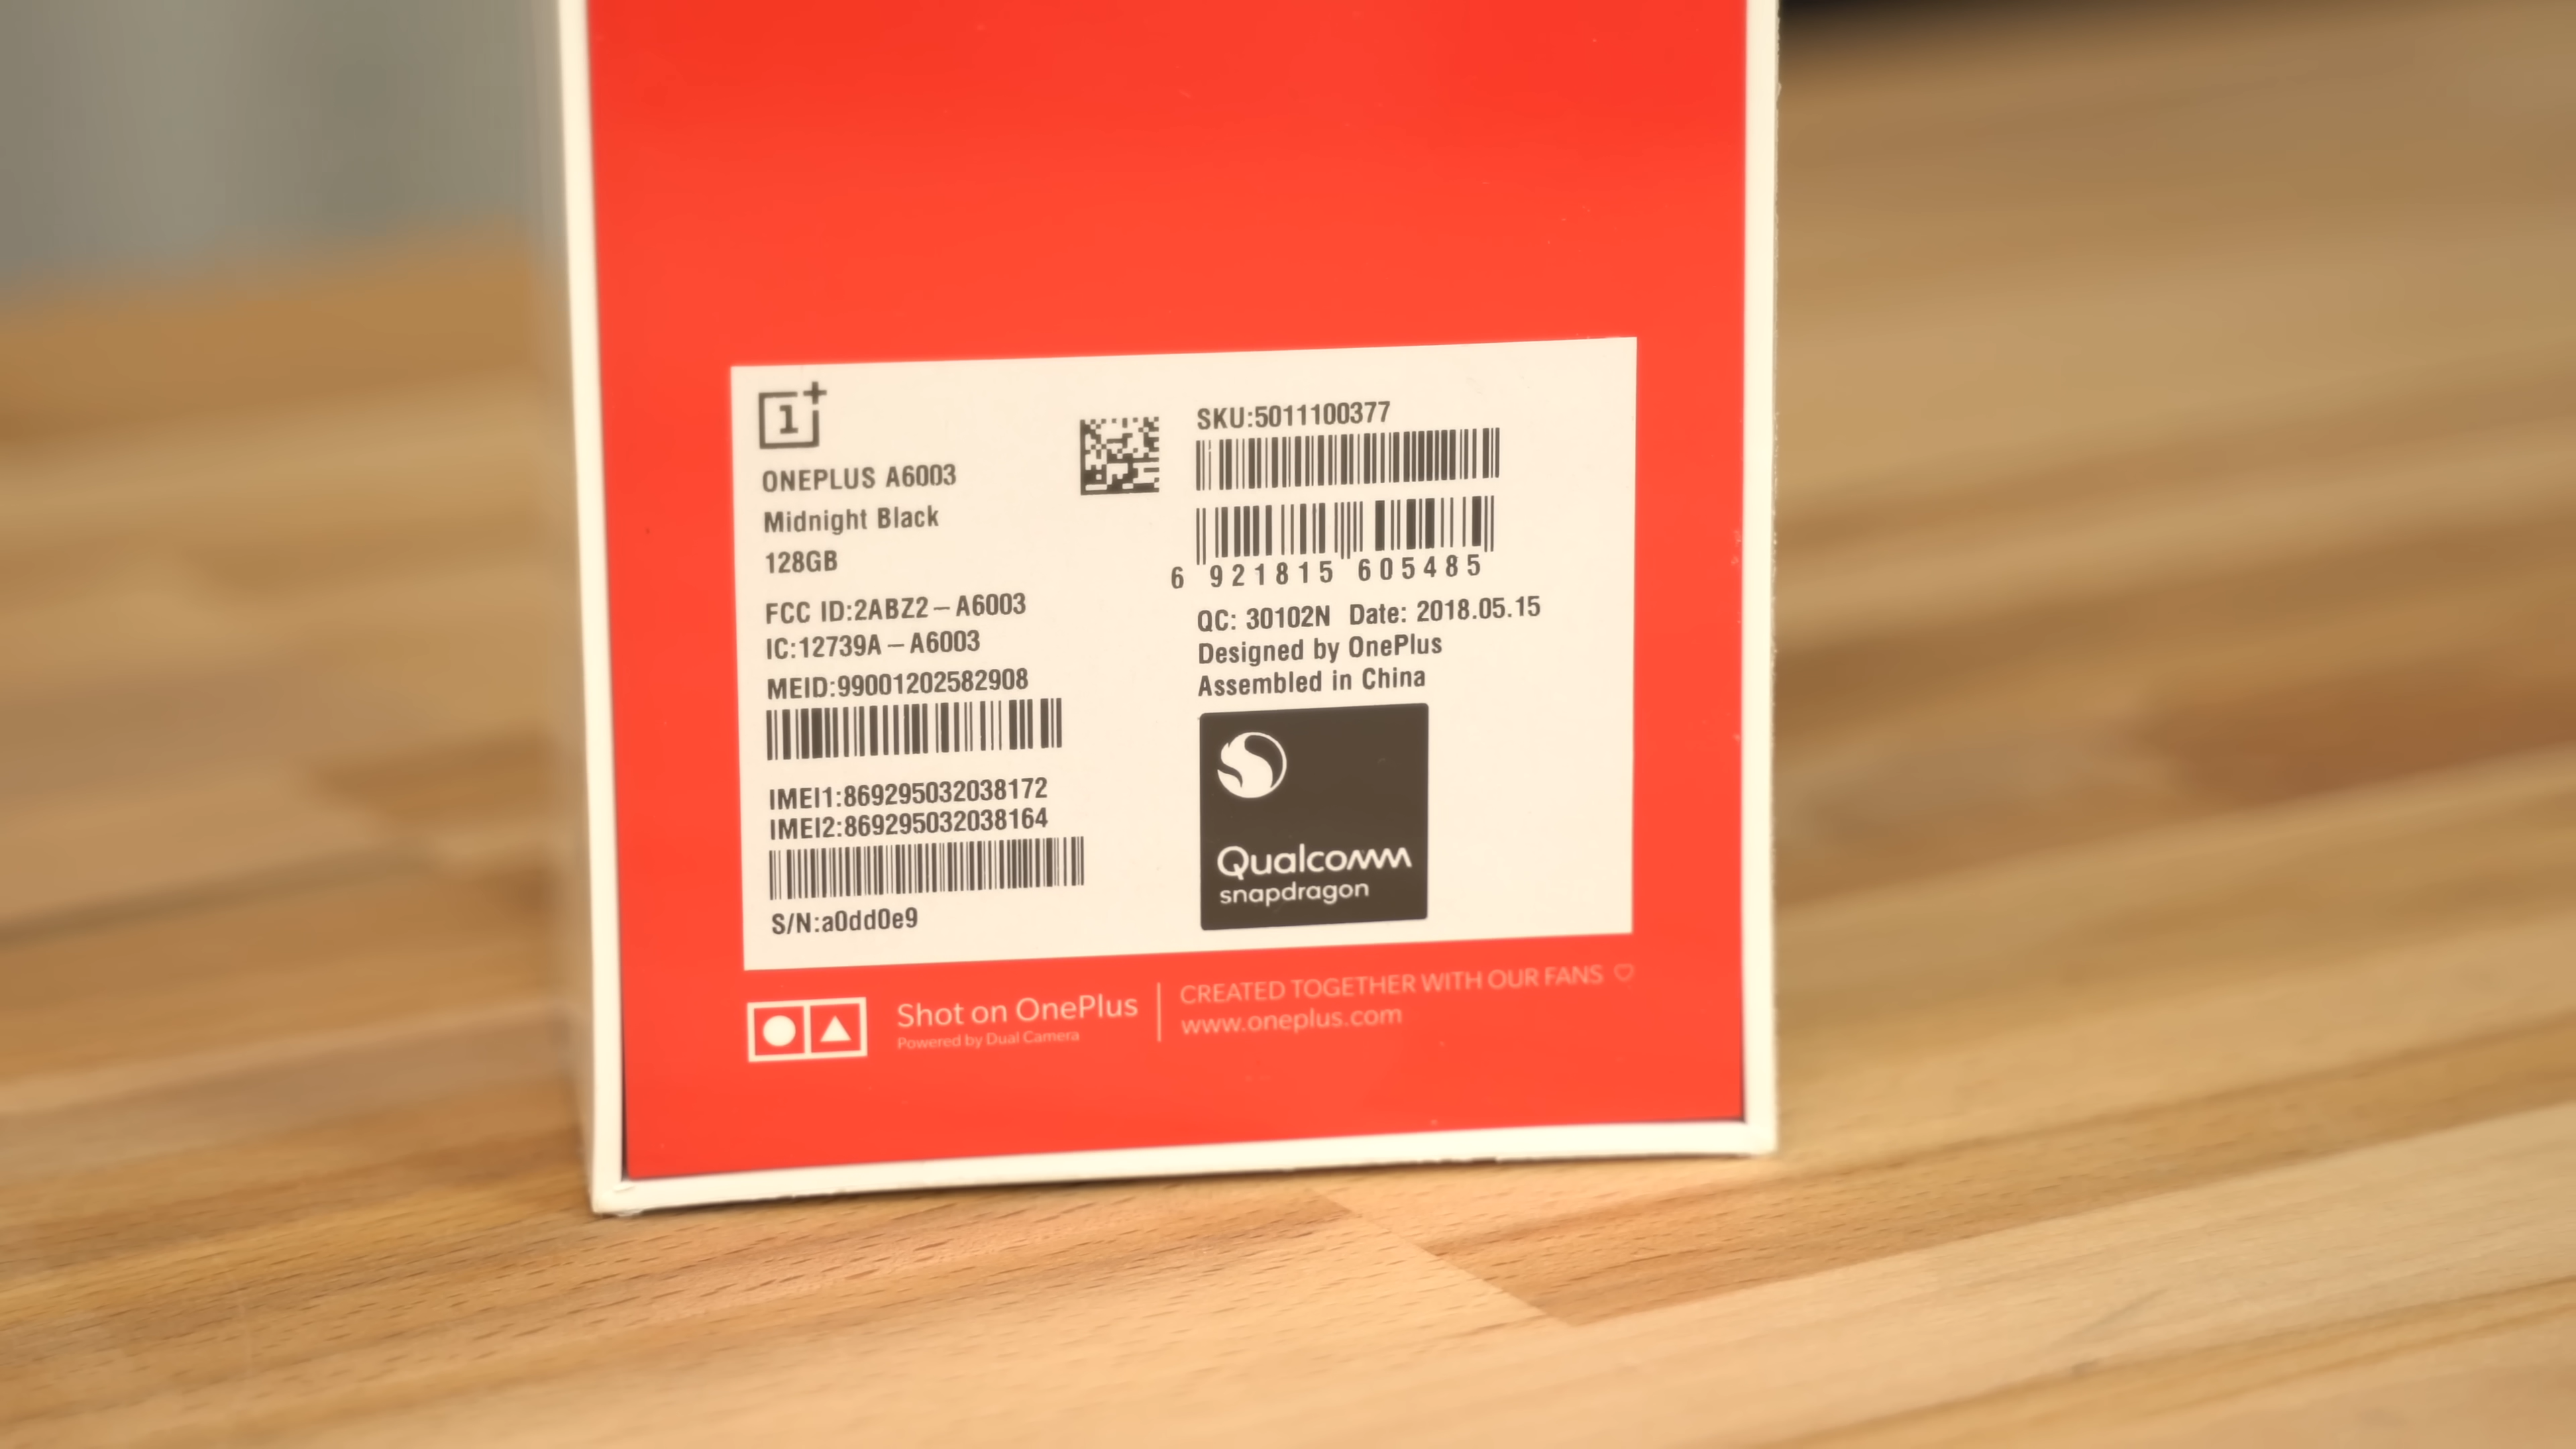 1+
ONEPLUS A6003
Midnight Black
128GB
FCC ID:2ABZ2–A6003
IC:12739A–A6003
MEID:99001202582908
IMEI1:869295032038172
IMEI2:869295032038164
S/N:a0dd0e9
SKU:5011100377
6 921815 605485
QC: 30102N Date: 2018.05.15
Designed by OnePlus
Assembled in China
Qualcomm
snapdragon
Shot on OnePlus
Powered by Dual Camera
CREATED TOGETHER WITH OUR FANS ♡
www.oneplus.com